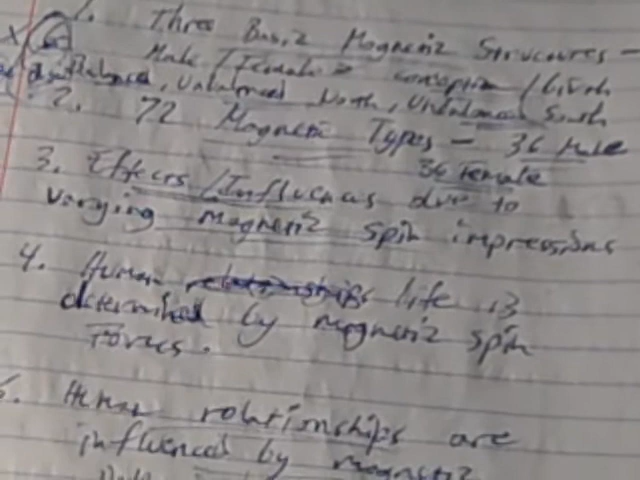 1. Three Basic Magnetic Structures -
Male / Female conception / birth
Unbalanced North, Unbalanced South
2. 72 Magnetic Types - 36 Male
36 Female
3. Effects / Influences due to
varying magnetic spin impressions
4. Human relationships life is
determined by magnetic spin
Forces.
Human relationships are
influenced by magnetic